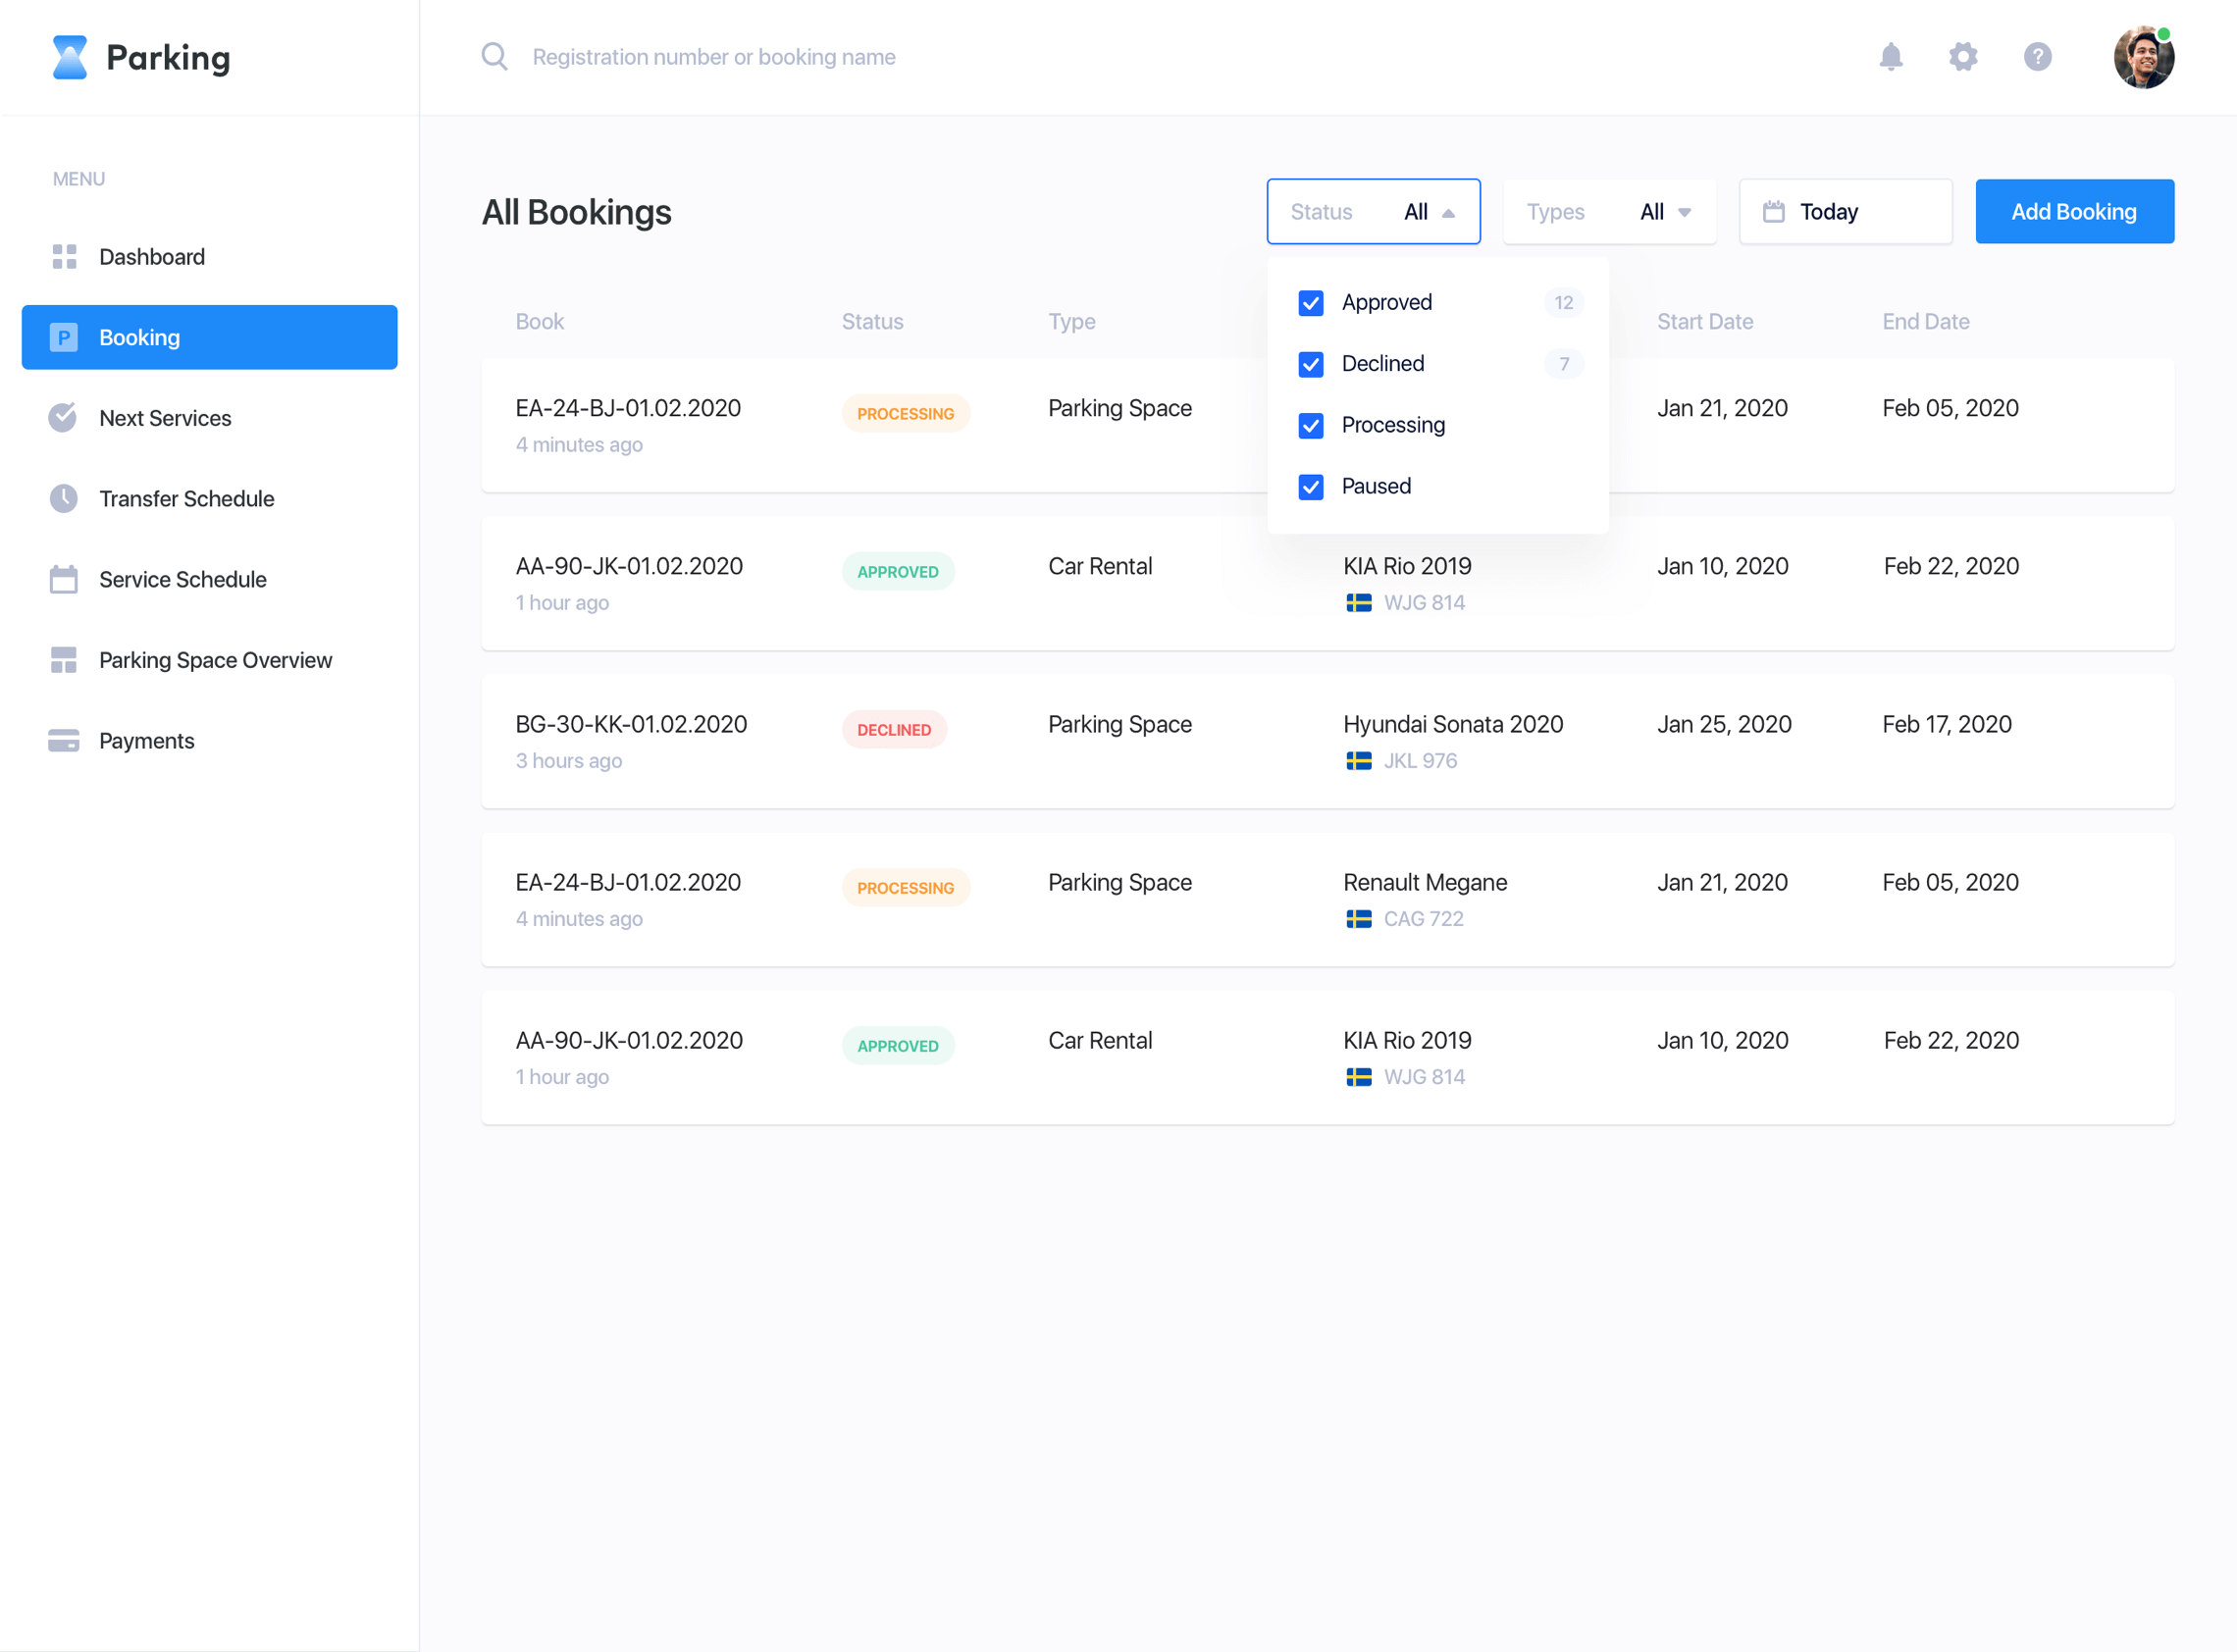 Parking
Registration number or booking name
?
MENU
Dashboard
P Booking
Next Services
Transfer Schedule
Service Schedule
Parking Space Overview
Payments
All Bookings
Status All
Types All
Today
Add Booking
Approved 12
Declined 7
Processing
Paused
Book Status Type Start Date End Date
EA-24-BJ-01.02.2020 PROCESSING Parking Space Jan 21, 2020 Feb 05, 2020
4 minutes ago
AA-90-JK-01.02.2020 APPROVED Car Rental KIA Rio 2019 Jan 10, 2020 Feb 22, 2020
1 hour ago WJG 814
BG-30-KK-01.02.2020 DECLINED Parking Space Hyundai Sonata 2020 Jan 25, 2020 Feb 17, 2020
3 hours ago JKL 976
EA-24-BJ-01.02.2020 PROCESSING Parking Space Renault Megane Jan 21, 2020 Feb 05, 2020
4 minutes ago CAG 722
AA-90-JK-01.02.2020 APPROVED Car Rental KIA Rio 2019 Jan 10, 2020 Feb 22, 2020
1 hour ago WJG 814